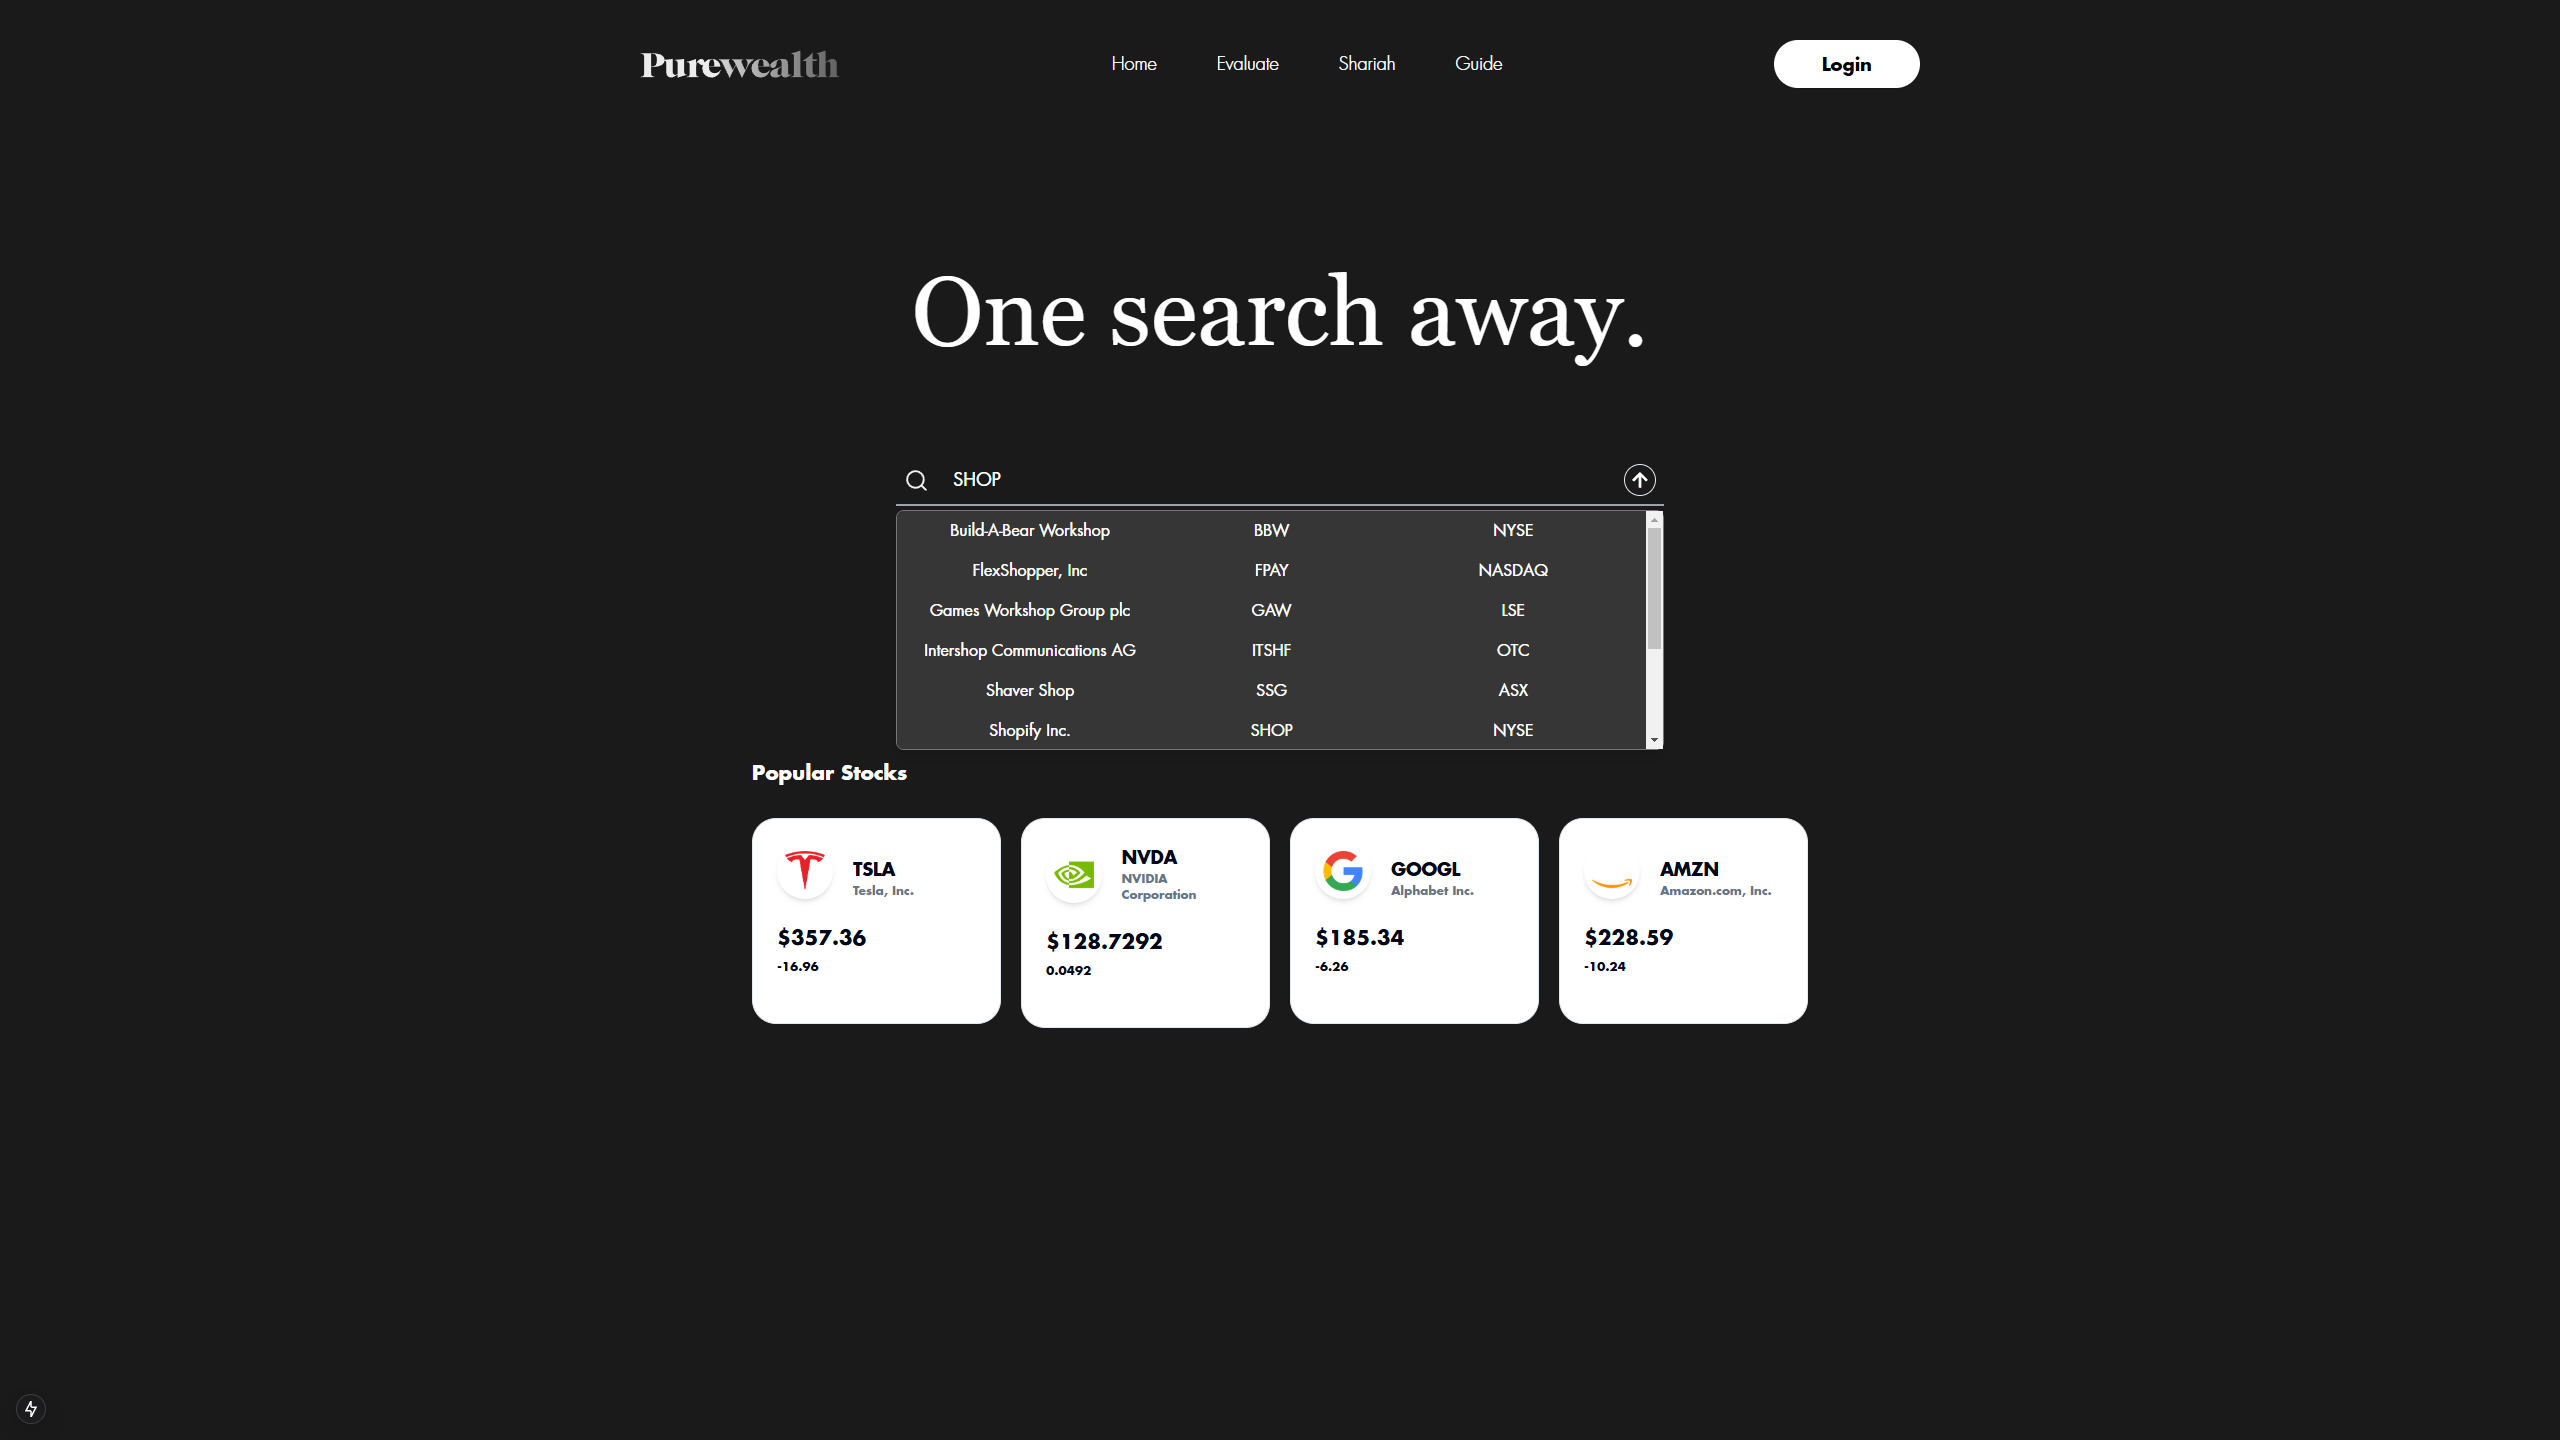 Purewealth
Home Evaluate Shariah Guide
Login
One search away.
SHOP
Build-A-Bear Workshop BBW NYSE
FlexShopper, Inc FPAY NASDAQ
Games Workshop Group plc GAW LSE
Intershop Communications AG ITSHF OTC
Shaver Shop SSG ASX
Shopify Inc. SHOP NYSE
Popular Stocks
TSLA
Tesla, Inc.
$357.36
-16.96
NVDA
NVIDIA
Corporation
$128.7292
0.0492
GOOGL
Alphabet Inc.
$185.34
-6.26
AMZN
Amazon.com, Inc.
$228.59
-10.24